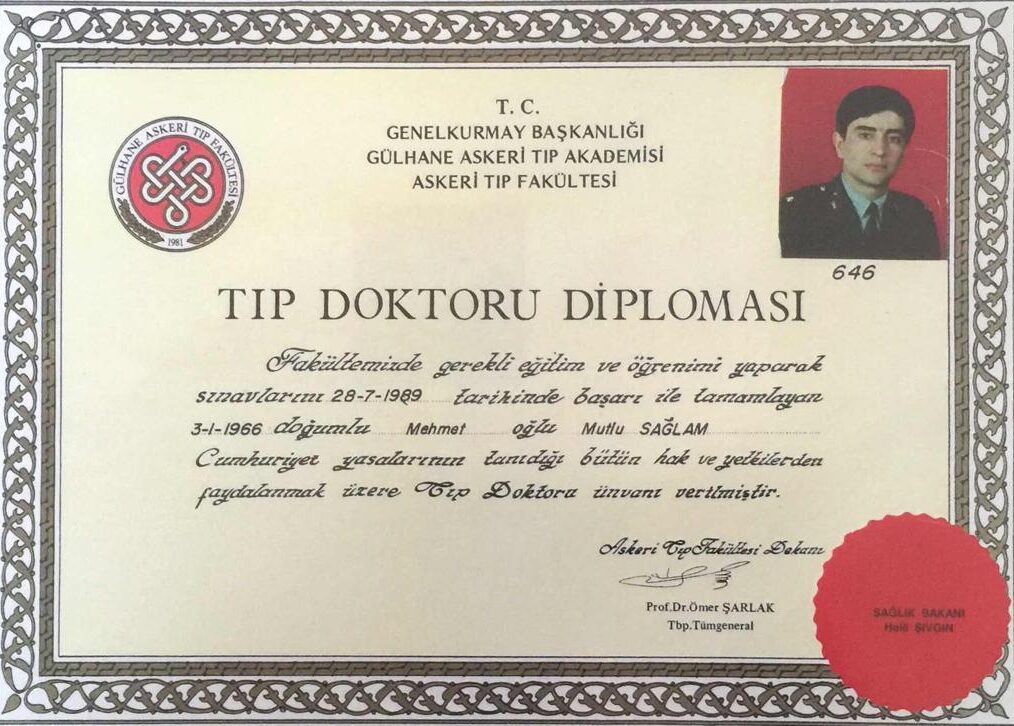 T. C.
GENELKURMAY BAŞKANLIĞI
GÜLHANE ASKERİ TIP AKADEMİSİ
ASKERİ TIP FAKÜLTESİ
GÜLHANE ASKERİ TIP FAKÜLTESİ
1981
646
TIP DOKTORU DİPLOMASI
Fakültemizde gerekli eğitim ve öğrenimi yaparak
sınavlarını 28-7-1989 tarihinde başarı ile tamamlayan
3-1-1966 doğumlu Mehmet oğlu Mutlu SAĞLAM
Cumhuriyet yasalarının tanıdığı bütün hak ve yetkilerden
faydalanmak üzere Tıp Doktoru ünvanı verilmiştir.
Askeri Tıp Fakültesi Dekanı
Prof.Dr.Ömer ŞARLAK
Tbp.Tümgeneral
SAĞLIK BAKANI
Halil ŞIVGIN